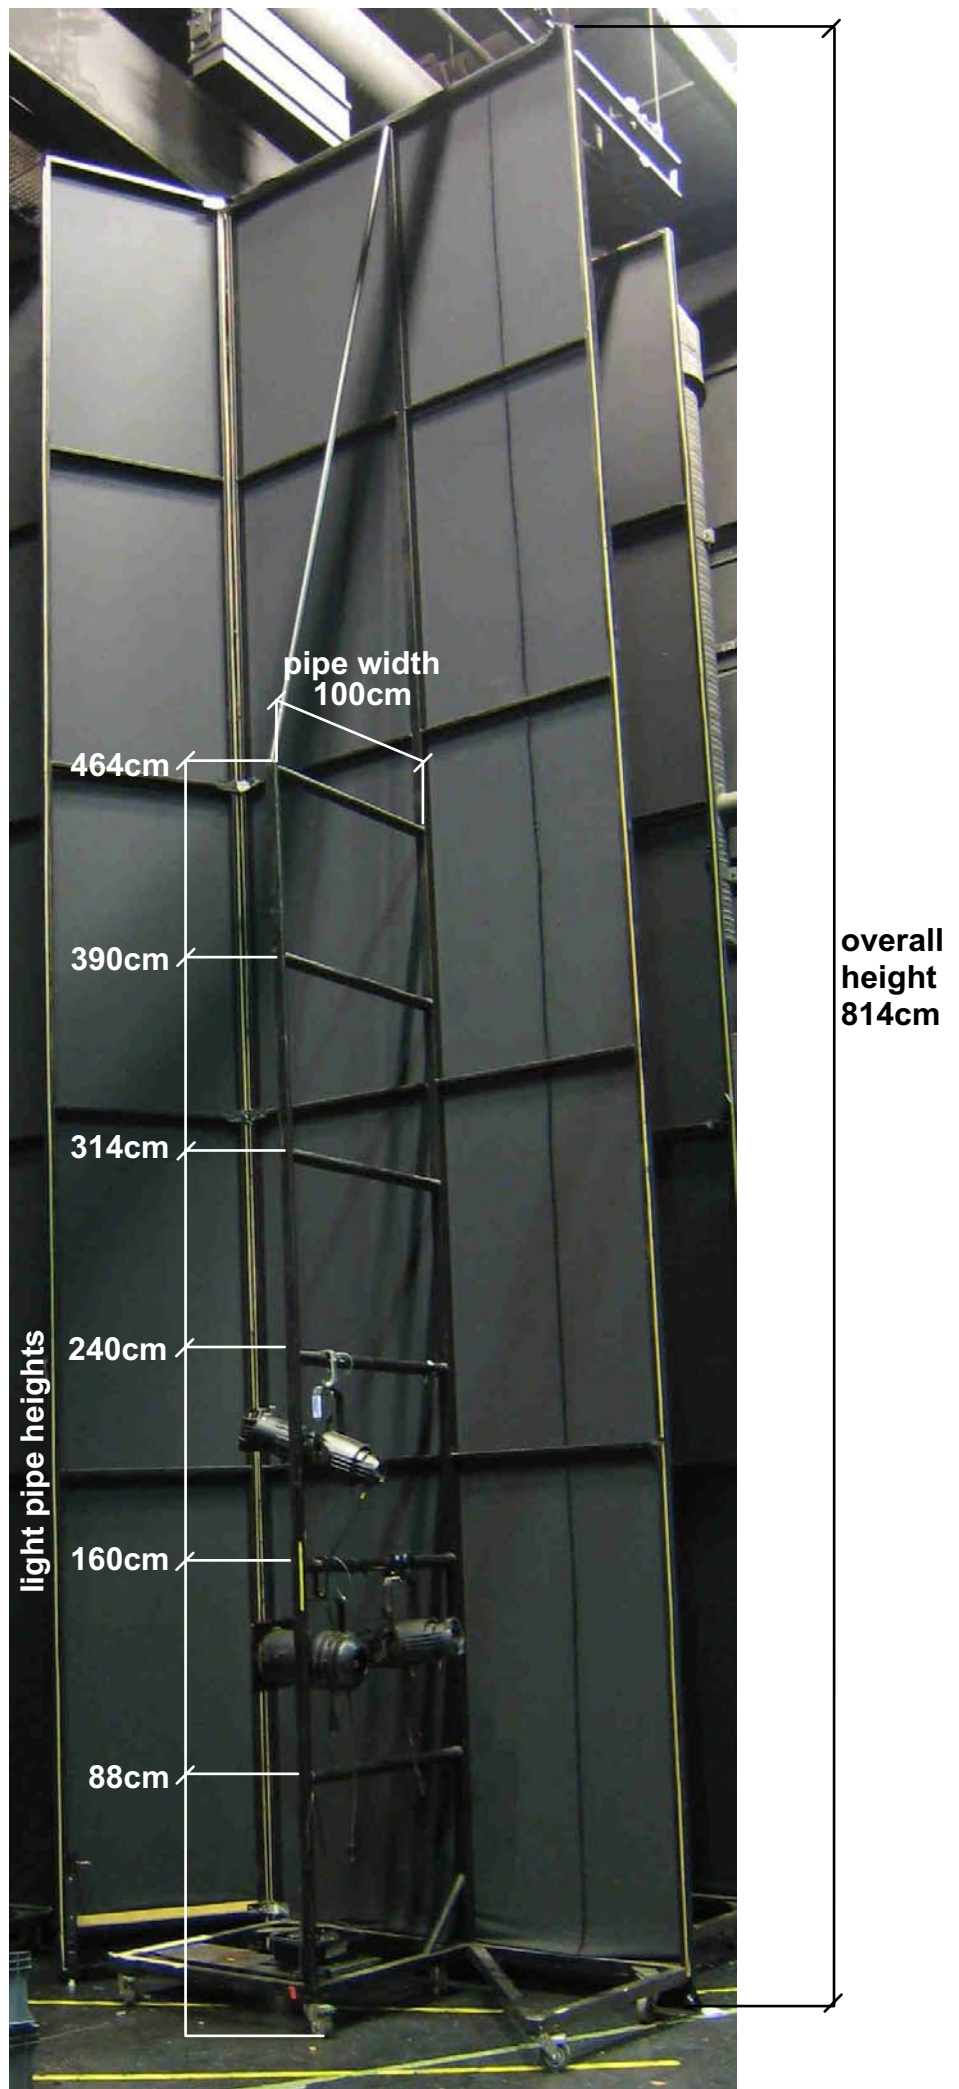 pipe width
100cm
464cm
390cm
overall
height
814cm
314cm
240cm
light pipe heights
160cm
88cm